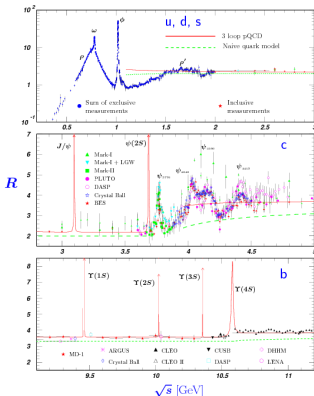 u, d, s
3 loop pQCD
Naive quark model
ρ
ω
ϕ
ρ′
Sum of exclusive measurements
Inclusive measurements
10²
10
1
10⁻¹
0.5 1 1.5 2 2.5 3
J/ψ
ψ(2S)
c
Mark-I
Mark-I + LGW
Mark-II
PLUTO
DASP
Crystal Ball
BES
R
7
6
5
4
3
2
3 3.5 4 4.5 5
Υ(1S)
Υ(2S)
Υ(3S)
Υ(4S)
b
8
7
6
5
4
3
2
MD-1
ARGUS
CLEO
CUSB
DHHM
Crystal Ball
CLEO II
DASP
LENA
9.5 10 10.5 11
√s [GeV]